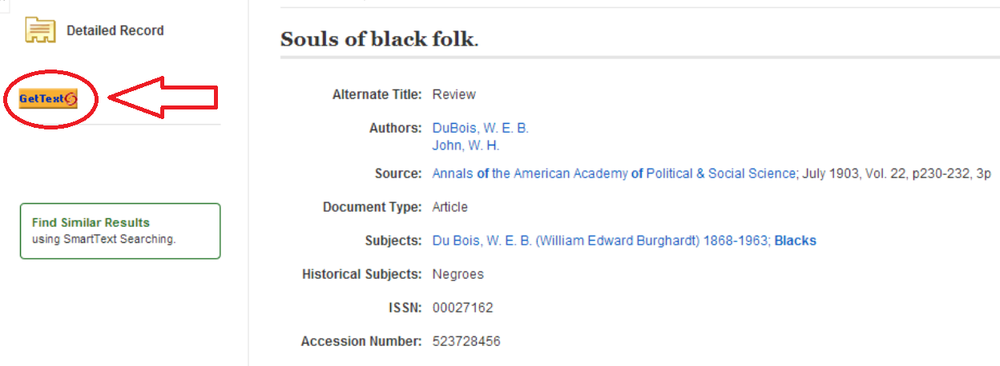 Detailed Record
GetText
Find Similar Results
using SmartText Searching.
Souls of black folk.
Alternate Title: Review
Authors: DuBois, W. E. B.
John, W. H.
Source: Annals of the American Academy of Political & Social Science; July 1903, Vol. 22, p230-232, 3p
Document Type: Article
Subjects: Du Bois, W. E. B. (William Edward Burghardt) 1868-1963; Blacks
Historical Subjects: Negroes
ISSN: 00027162
Accession Number: 523728456